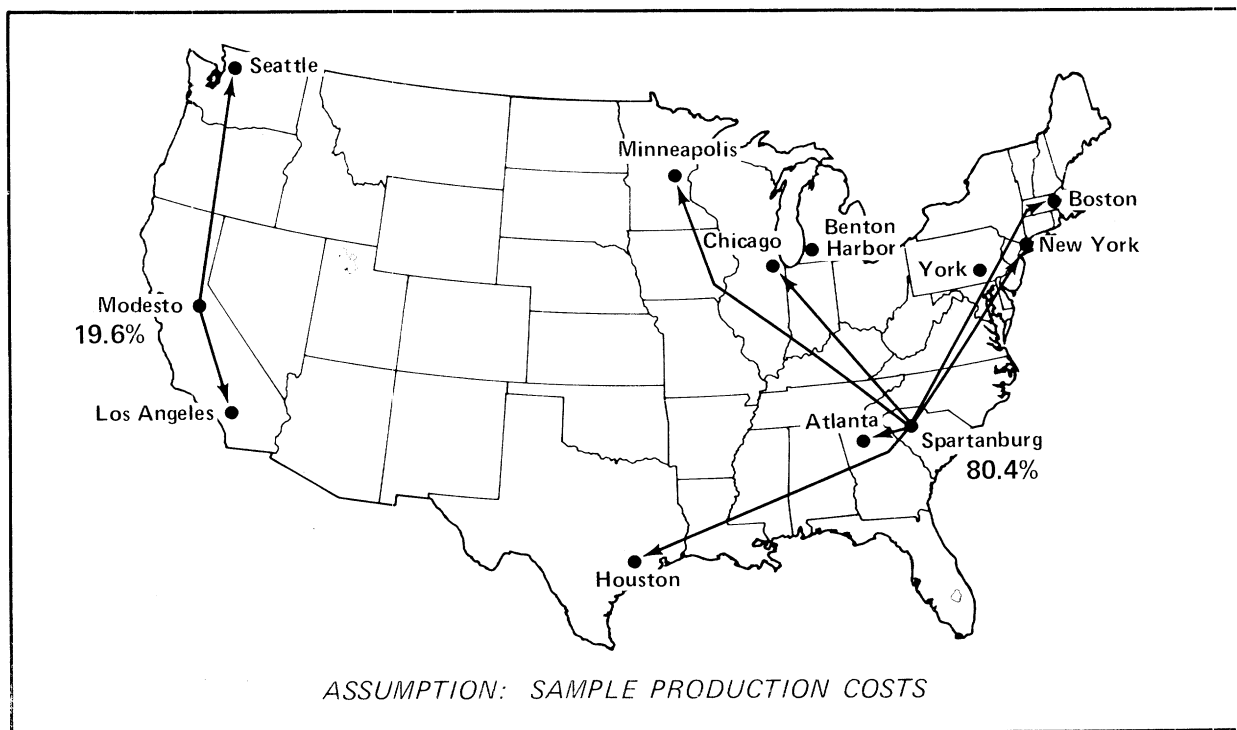 Seattle
Minneapolis
Boston
Benton
Chicago
Harbor
New York
York
Modesto
19.6%
Los Angeles
Atlanta
Spartanburg
80.4%
Houston
ASSUMPTION: SAMPLE PRODUCTION COSTS